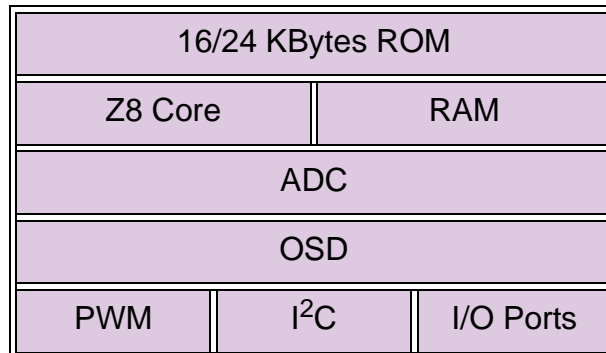 16/24 KBytes ROM
Z8 Core RAM
ADC
OSD
PWM I²C I/O Ports